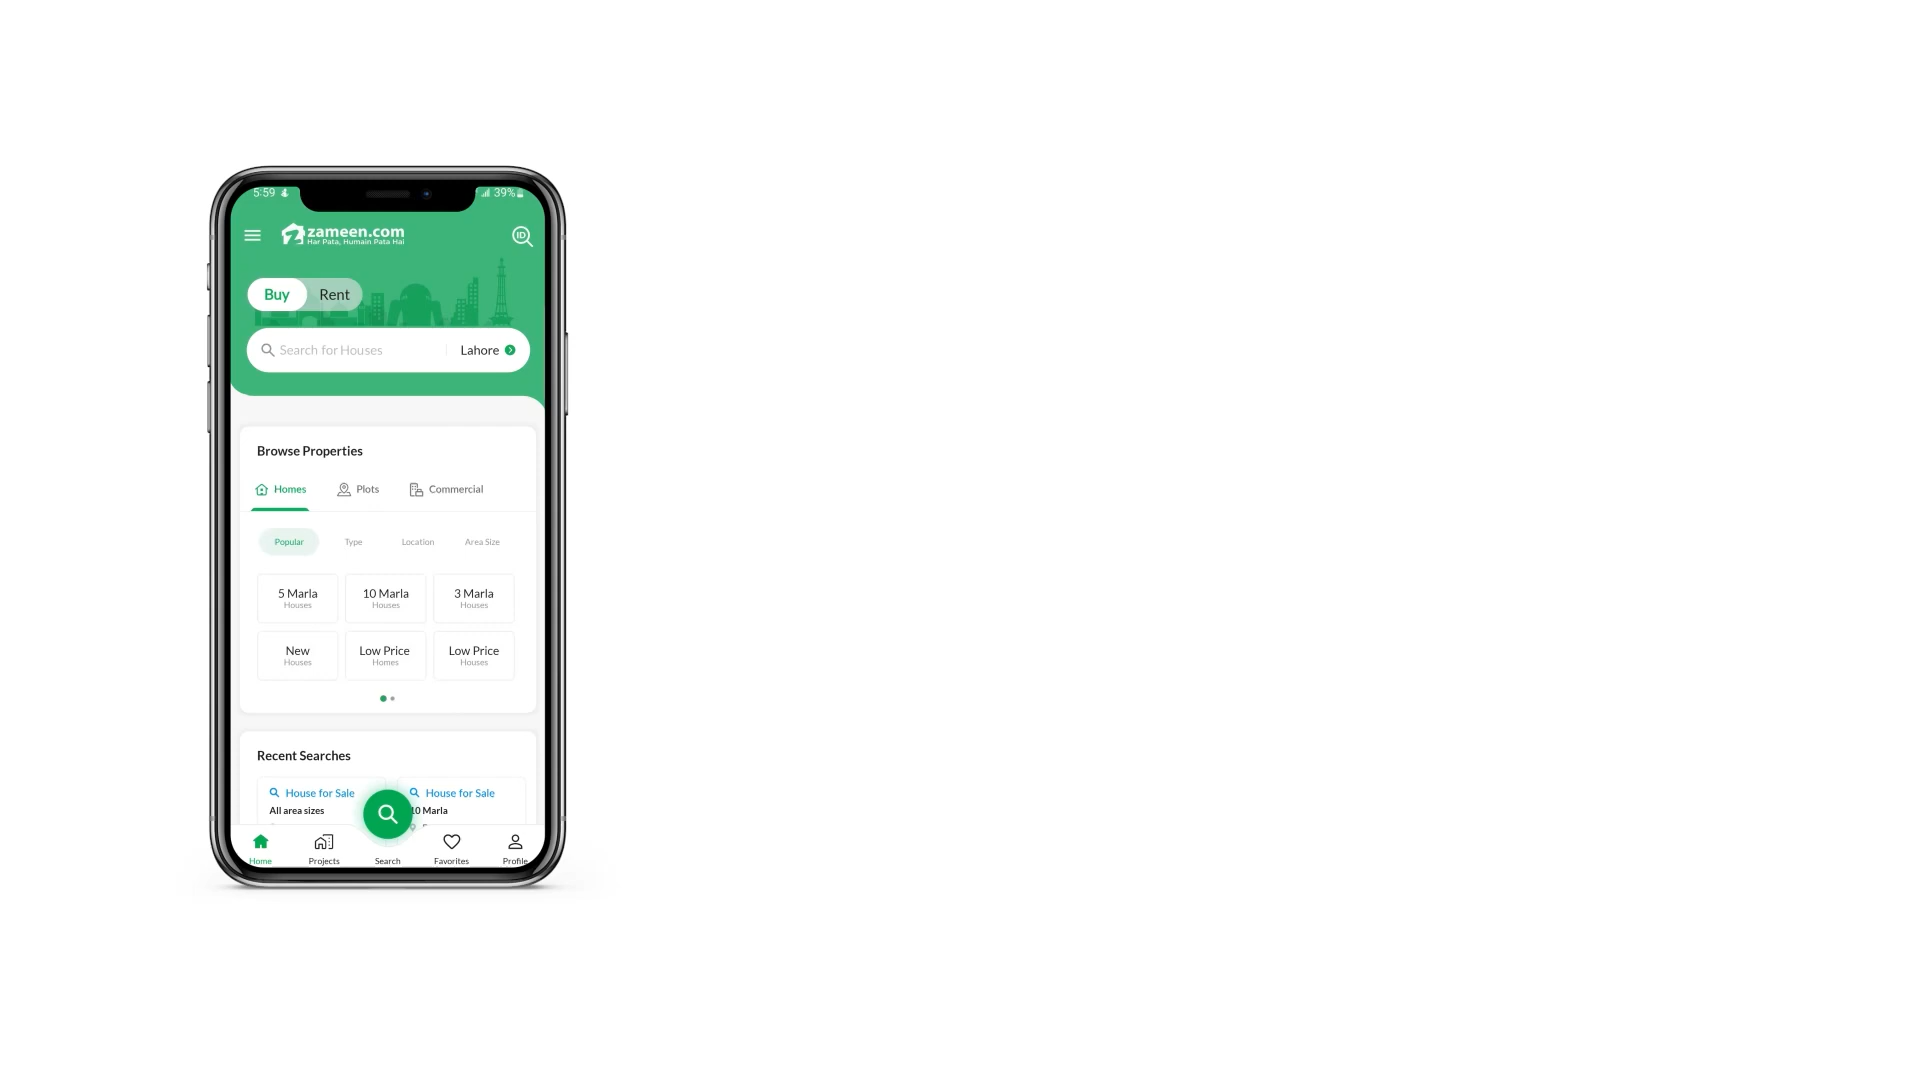 5:59
39%
zameen.com
Har Pata, Humain Pata Hai
ID
Buy Rent
Search for Houses Lahore
Browse Properties
Homes Plots Commercial
Popular Type Location Area Size
5 Marla 10 Marla 3 Marla
Houses Houses Houses
New Low Price Low Price
Houses Homes Houses
Recent Searches
House for Sale House for Sale
All area sizes 10 Marla
Home Projects Search Favorites Profile